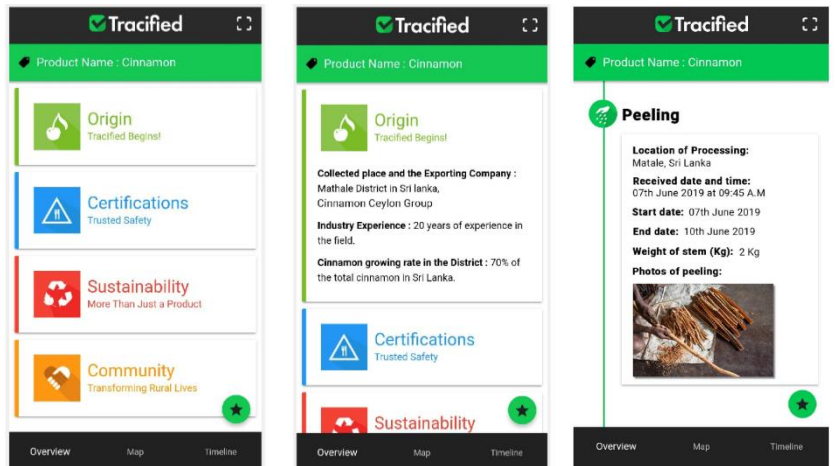 Tracified
Product Name : Cinnamon
Origin
Tracified Begins!
Certifications
Trusted Safety
Sustainability
More Than Just a Product
Community
Transforming Rural Lives
Overview Map Timeline
Tracified
Product Name : Cinnamon
Origin
Tracified Begins!
Collected place and the Exporting Company :
Mathale District in Sri lanka,
Cinnamon Ceylon Group
Industry Experience : 20 years of experience in
the field.
Cinnamon growing rate in the District : 70% of
the total cinnamon in Sri Lanka.
Certifications
Trusted Safety
Sustainability
Overview Map Timeline
Tracified
Product Name : Cinnamon
Peeling
Location of Processing:
Matale, Sri Lanka
Received date and time:
07th June 2019 at 09:45 A.M
Start date: 07th June 2019
End date: 10th June 2019
Weight of stem (Kg): 2 Kg
Photos of peeling:
Overview Map Timeline